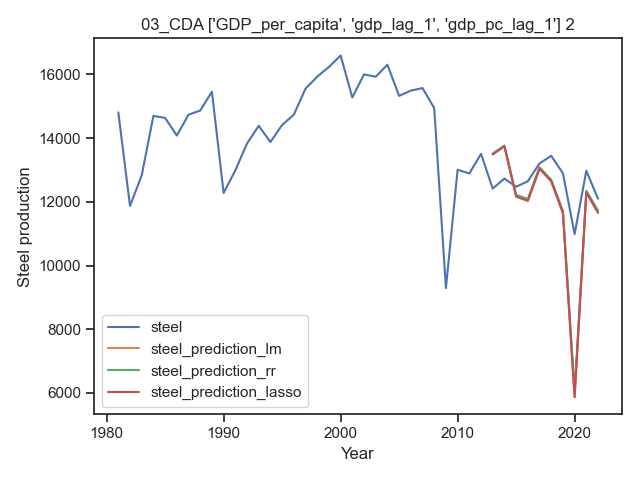 03_CDA ['GDP_per_capita', 'gdp_lag_1', 'gdp_pc_lag_1'] 2
16000
14000
12000
10000
8000
6000
Steel production
steel
steel_prediction_lm
steel_prediction_rr
steel_prediction_lasso
1980
1990
2000
2010
2020
Year